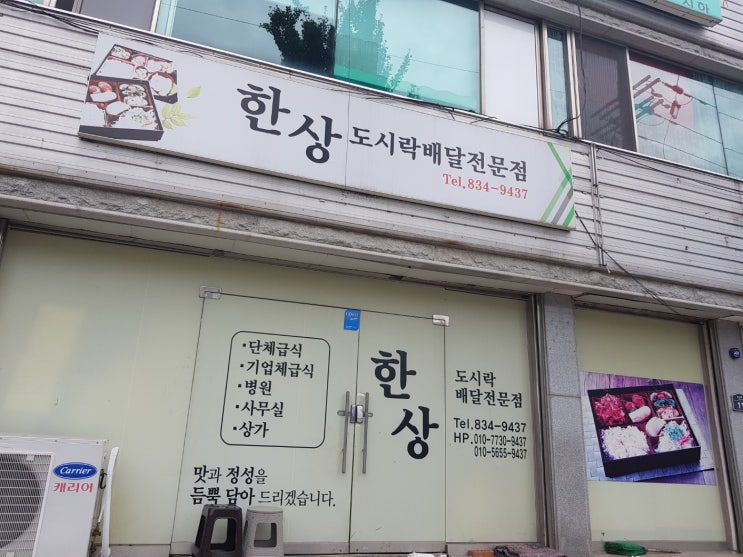 한상 도시락배달전문점
Tel.834-9437
·단체급식
·기업체급식
·병원
·사무실
·상가
맛과 정성을
듬뿍 담아 드리겠습니다.
한상
도시락
배달전문점
Tel.834-9437
HP.010-7730-9437
010-5655-9437
Carrier
캐리어